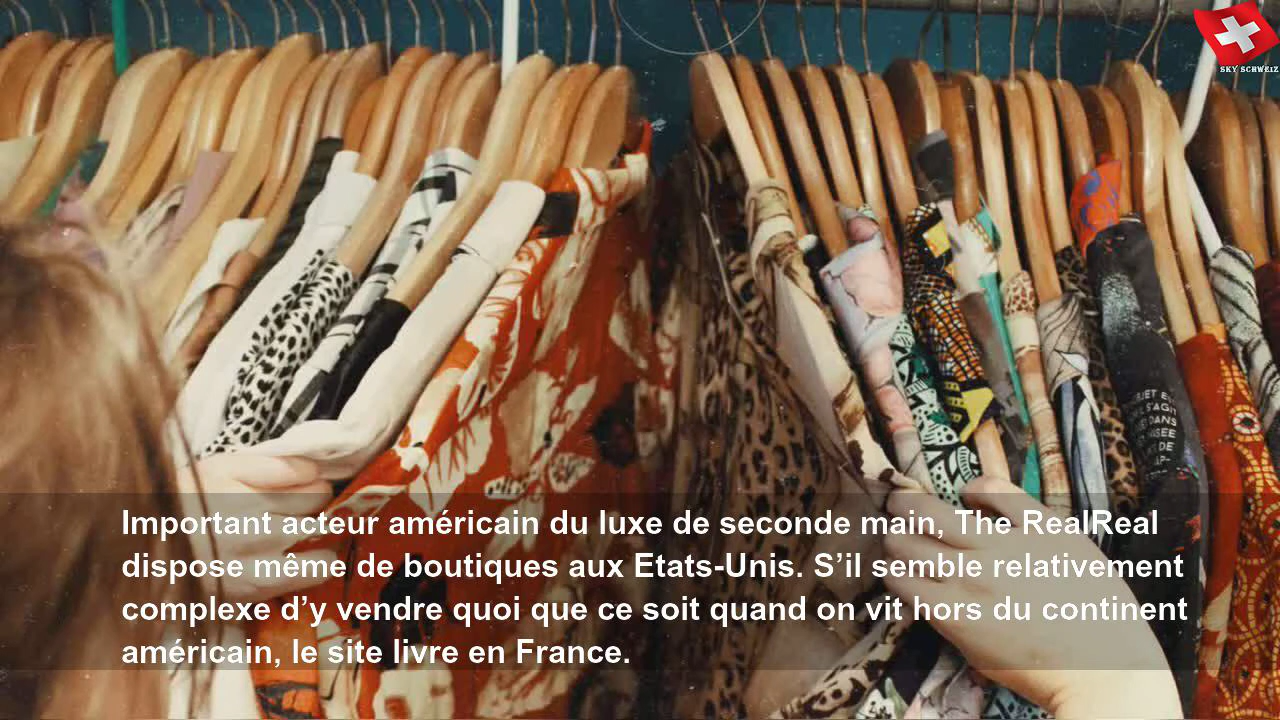 SKY SCHWEIZ
Important acteur américain du luxe de seconde main, The RealReal
dispose même de boutiques aux Etats-Unis. S’il semble relativement
complexe d’y vendre quoi que ce soit quand on vit hors du continent
américain, le site livre en France.